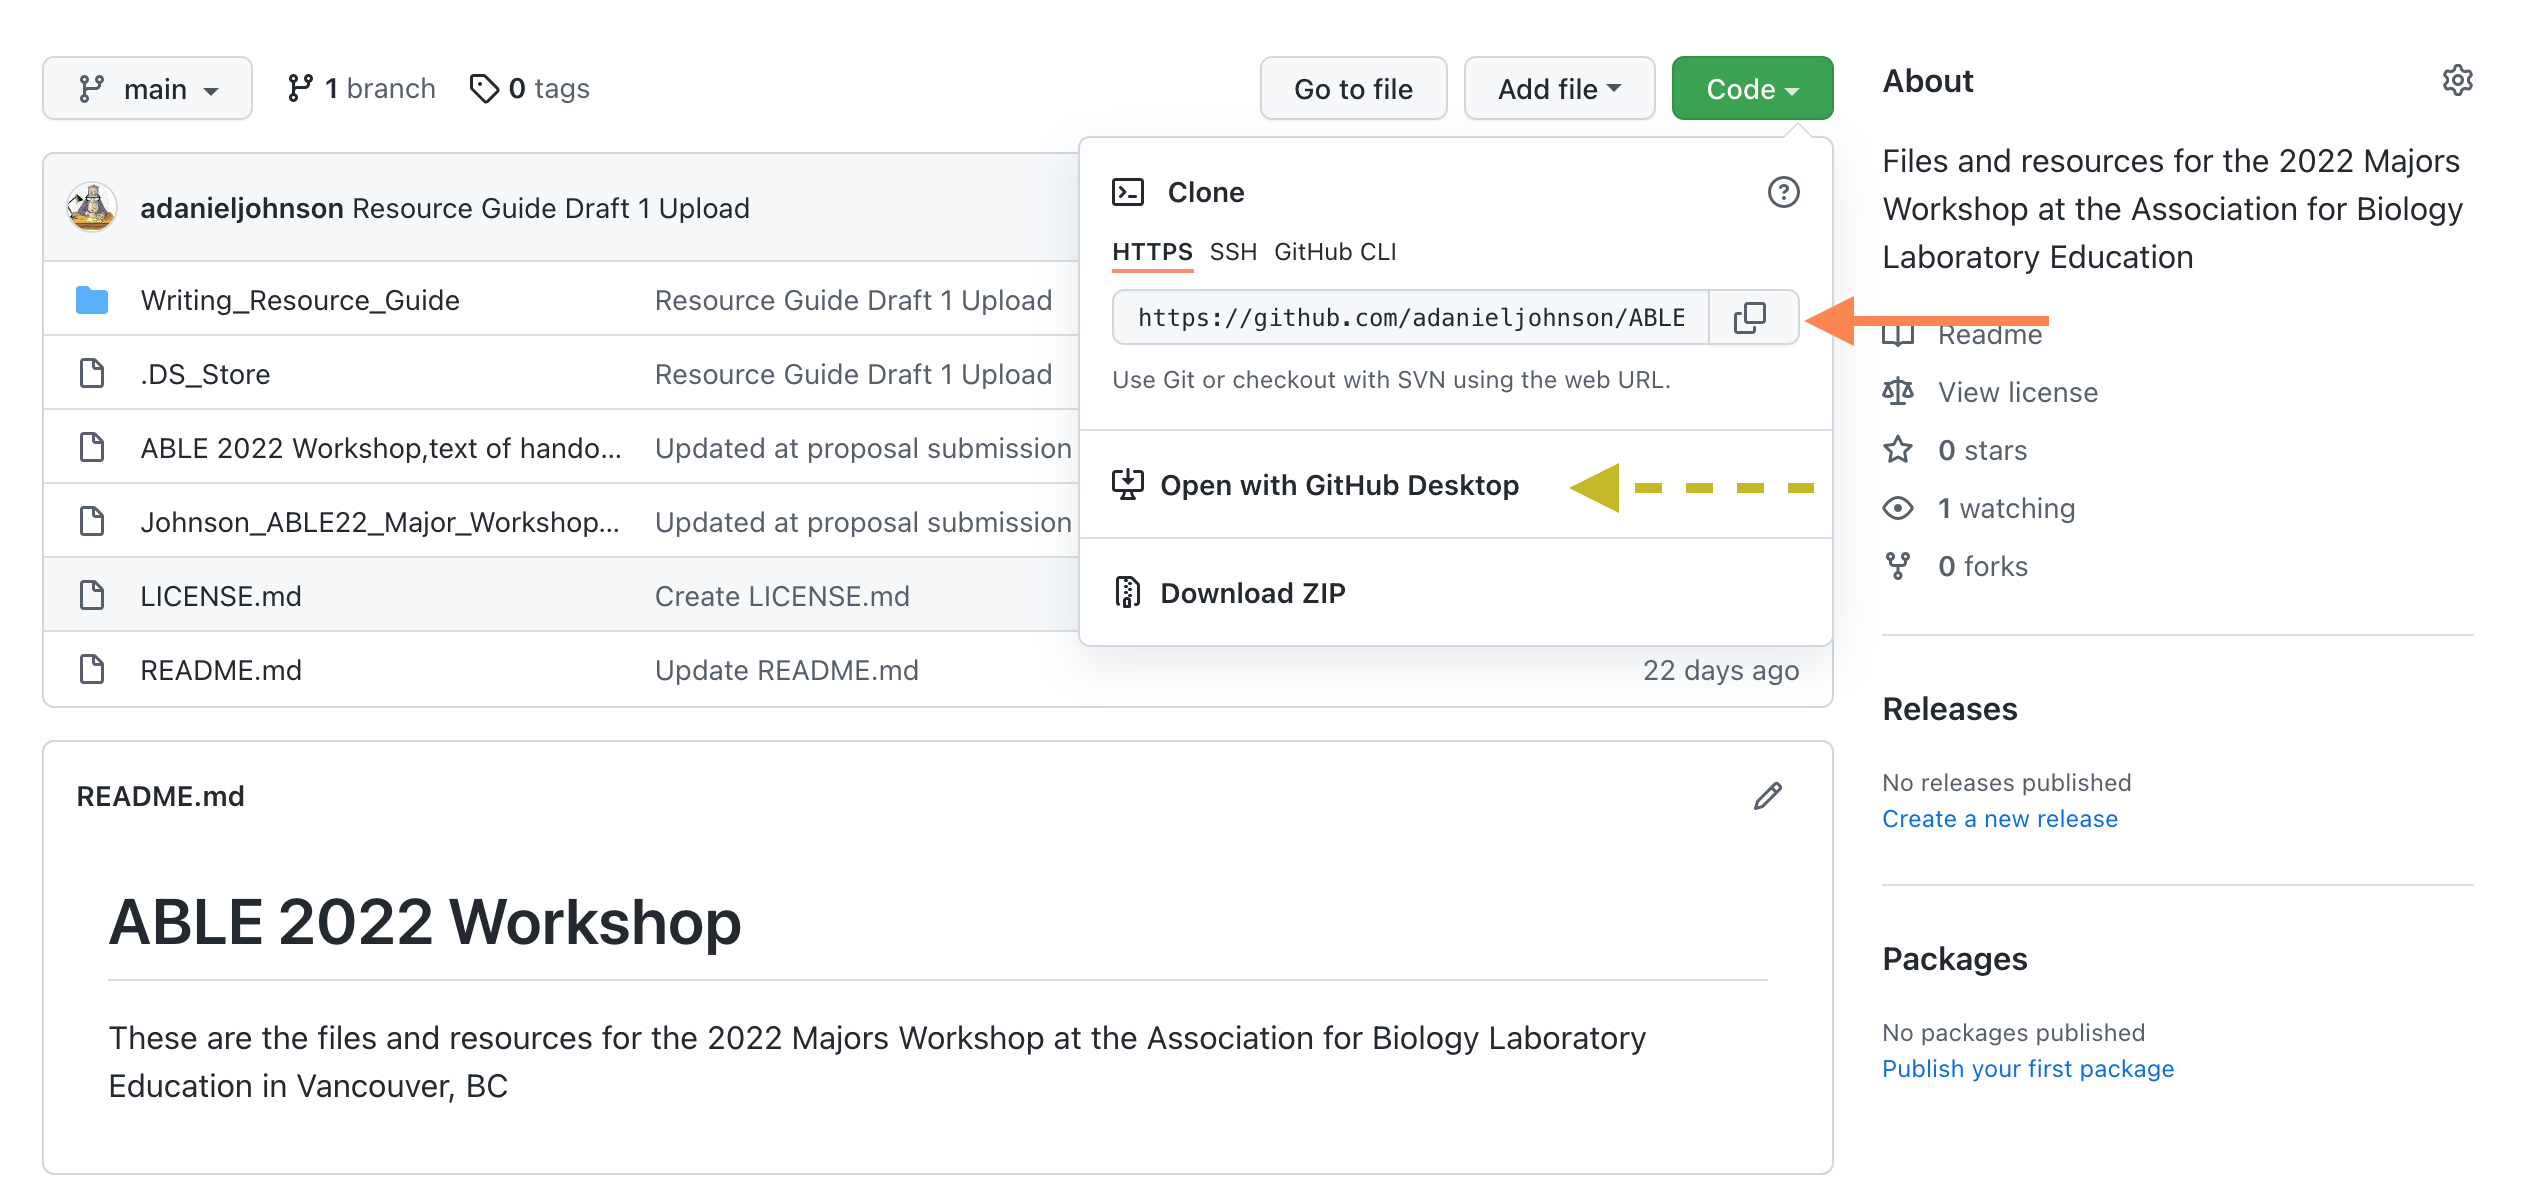 main
1 branch
0 tags
Go to file
Add file
Code
adanieljohnson Resource Guide Draft 1 Upload
Writing_Resource_Guide
Resource Guide Draft 1 Upload
.DS_Store
Resource Guide Draft 1 Upload
ABLE 2022 Workshop,text of hando...
Updated at proposal submission
Johnson_ABLE22_Major_Workshop...
Updated at proposal submission
LICENSE.md
Create LICENSE.md
README.md
Update README.md
22 days ago
Clone
HTTPS SSH GitHub CLI
https://github.com/adanieljohnson/ABLE
Use Git or checkout with SVN using the web URL.
Open with GitHub Desktop
Download ZIP
README.md
ABLE 2022 Workshop
These are the files and resources for the 2022 Majors Workshop at the Association for Biology Laboratory
Education in Vancouver, BC
About
Files and resources for the 2022 Majors
Workshop at the Association for Biology
Laboratory Education
Readme
View license
0 stars
1 watching
0 forks
Releases
No releases published
Create a new release
Packages
No packages published
Publish your first package